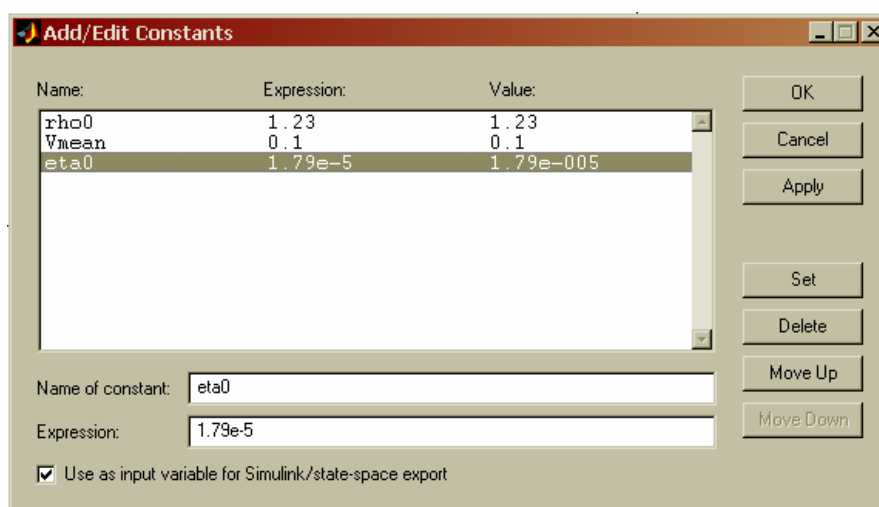 Add/Edit Constants
Name: Expression: Value:
rho0 1.23 1.23
Vmean 0.1 0.1
eta0 1.79e-5 1.79e-005
OK
Cancel
Apply
Set
Delete
Move Up
Move Down
Name of constant: eta0
Expression: 1.79e-5
Use as input variable for Simulink/state-space export